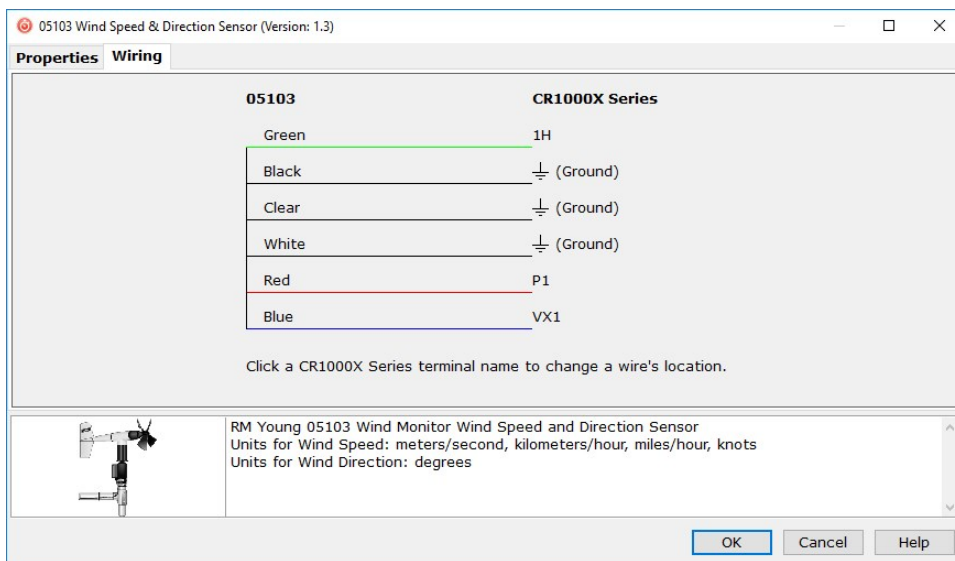 05103 Wind Speed & Direction Sensor (Version: 1.3)
Properties Wiring
05103 CR1000X Series
Green 1H
Black (Ground)
Clear (Ground)
White (Ground)
Red P1
Blue VX1
Click a CR1000X Series terminal name to change a wire's location.
RM Young 05103 Wind Monitor Wind Speed and Direction Sensor
Units for Wind Speed: meters/second, kilometers/hour, miles/hour, knots
Units for Wind Direction: degrees
OK Cancel Help